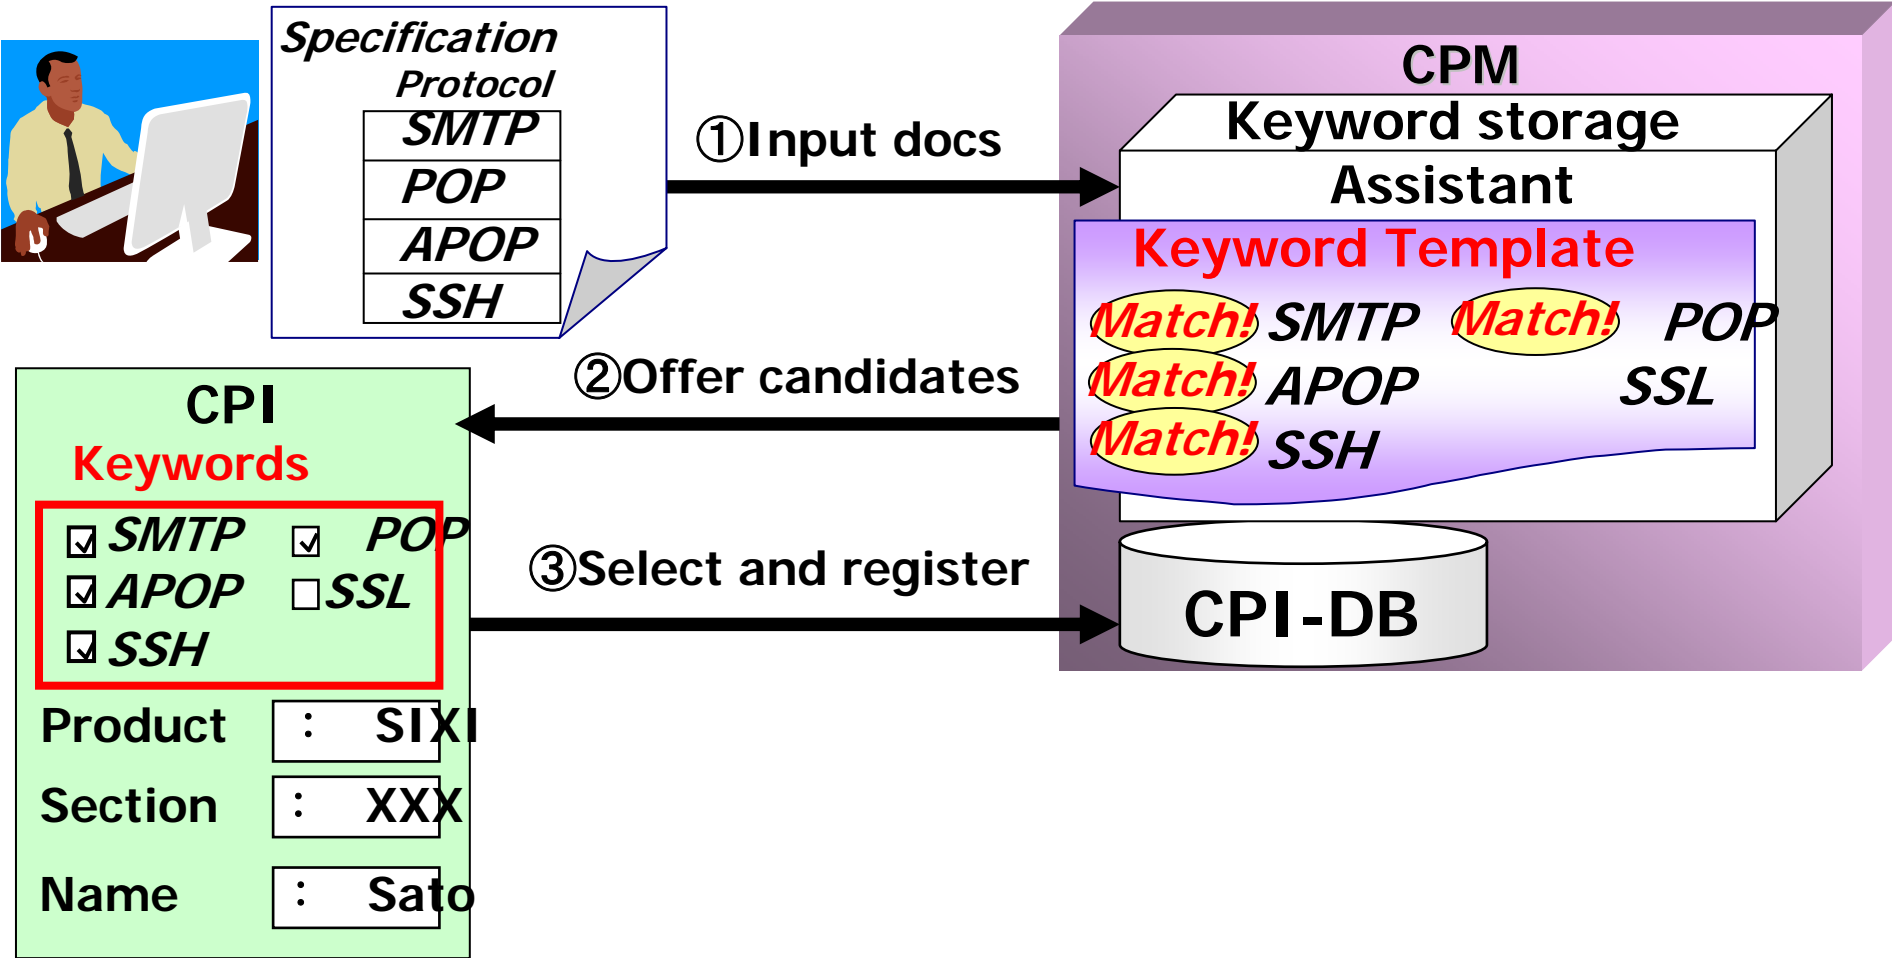 Specification
Protocol
SMTP
POP
APOP
SSH
①Input docs
CPM
Keyword storage
Assistant
Keyword Template
Match! SMTP Match! POP
Match! APOP SSL
Match! SSH
②Offer candidates
CPI
Keywords
SMTP POP
APOP SSL
SSH
Product : SIXI
Section : XXX
Name : Sato
③Select and register
CPI-DB